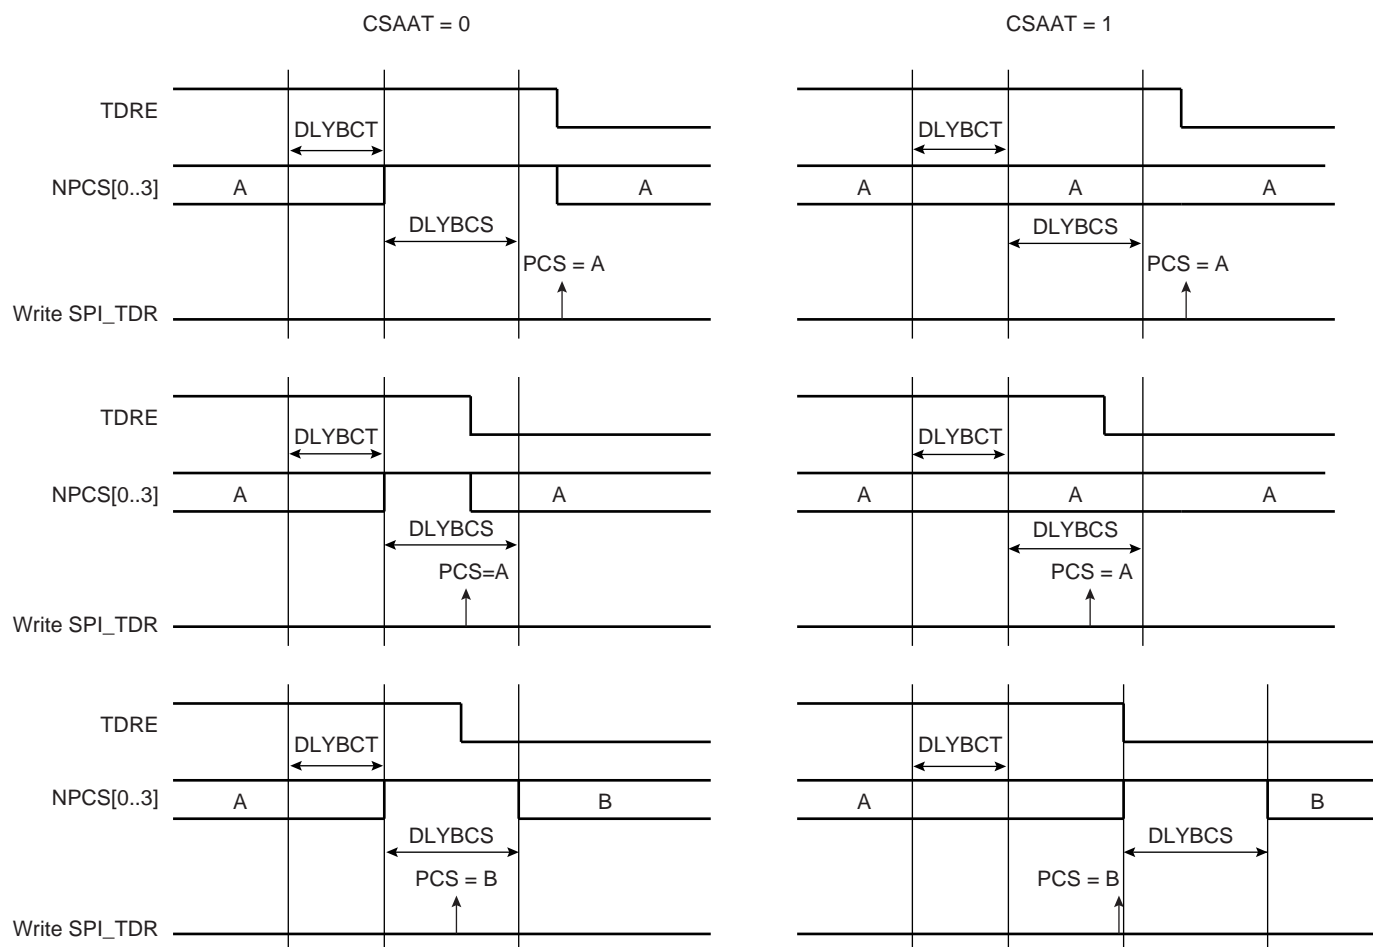 CSAAT = 0
CSAAT = 1
TDRE
DLYBCT
DLYBCT
NPCS[0..3]
A
A
A
A
A
DLYBCS
DLYBCS
PCS = A
PCS = A
Write SPI_TDR
TDRE
DLYBCT
DLYBCT
NPCS[0..3]
A
A
A
A
A
DLYBCS
DLYBCS
PCS=A
PCS = A
Write SPI_TDR
TDRE
DLYBCT
DLYBCT
NPCS[0..3]
A
B
A
B
DLYBCS
DLYBCS
PCS = B
PCS = B
Write SPI_TDR